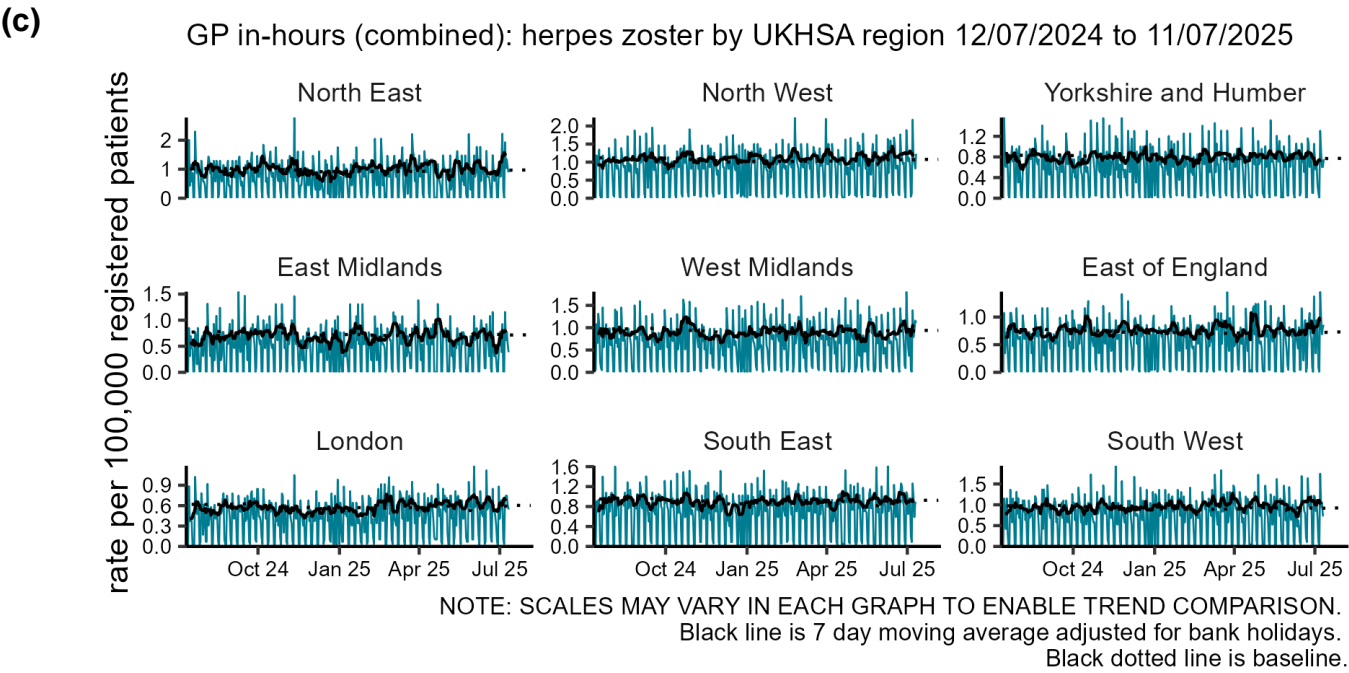 (c)
GP in-hours (combined): herpes zoster by UKHSA region 12/07/2024 to 11/07/2025
rate per 100,000 registered patients
North East
2
1
0
North West
2.0
1.5
1.0
0.5
0.0
Yorkshire and Humber
1.2
0.8
0.4
0.0
East Midlands
1.5
1.0
0.5
0.0
West Midlands
1.5
1.0
0.5
0.0
East of England
1.0
0.5
0.0
London
0.9
0.6
0.3
0.0
Oct 24 Jan 25 Apr 25 Jul 25
South East
1.6
1.2
0.8
0.4
0.0
Oct 24 Jan 25 Apr 25 Jul 25
South West
1.5
1.0
0.5
0.0
Oct 24 Jan 25 Apr 25 Jul 25
NOTE: SCALES MAY VARY IN EACH GRAPH TO ENABLE TREND COMPARISON.
Black line is 7 day moving average adjusted for bank holidays.
Black dotted line is baseline.